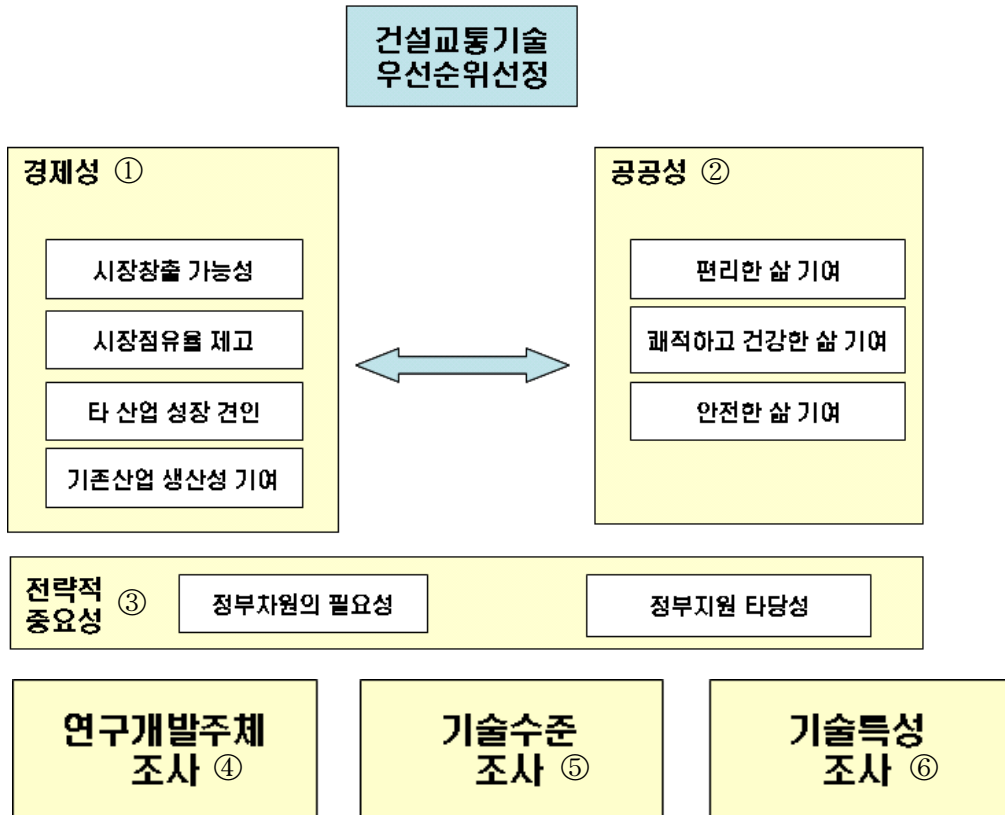 건설교통기술
우선순위선정
경제성 ①
시장창출 가능성
시장점유율 제고
타 산업 성장 견인
기존산업 생산성 기여
공공성 ②
편리한 삶 기여
쾌적하고 건강한 삶 기여
안전한 삶 기여
전략적
중요성 ③
정부차원의 필요성
정부지원 타당성
연구개발주체
조사 ④
기술수준
조사 ⑤
기술특성
조사 ⑥